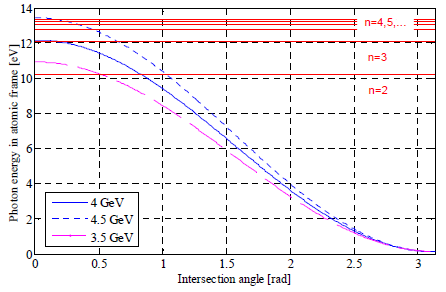 14
12
10
8
6
4
2
0
Photon energy in atomic frame [eV]
n=4,5,...
n=3
n=2
4 GeV
4.5 GeV
3.5 GeV
0
0.5
1
1.5
2
2.5
3
Intersection angle [rad]